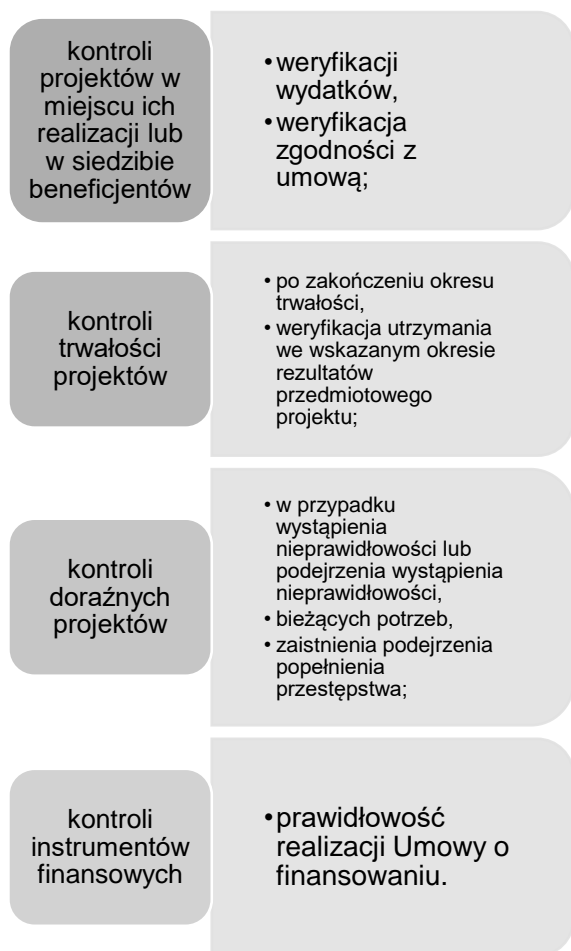 kontroli
projektów w
miejscu ich
realizacji lub
w siedzibie
beneficjentów
•weryfikacji
wydatków,
•weryfikacja
zgodności z
umową;
kontroli
trwałości
projektów
• po zakończeniu okresu
trwałości,
• weryfikacja utrzymania
we wskazanym okresie
rezultatów
przedmiotowego
projektu;
kontroli
doraźnych
projektów
• w przypadku
wystąpienia
nieprawidłowości lub
podejrzenia wystąpienia
nieprawidłowości,
• bieżących potrzeb,
• zaistnienia podejrzenia
popełnienia
przestępstwa;
kontroli
instrumentów
finansowych
•prawidłowość
realizacji Umowy o
finansowaniu.